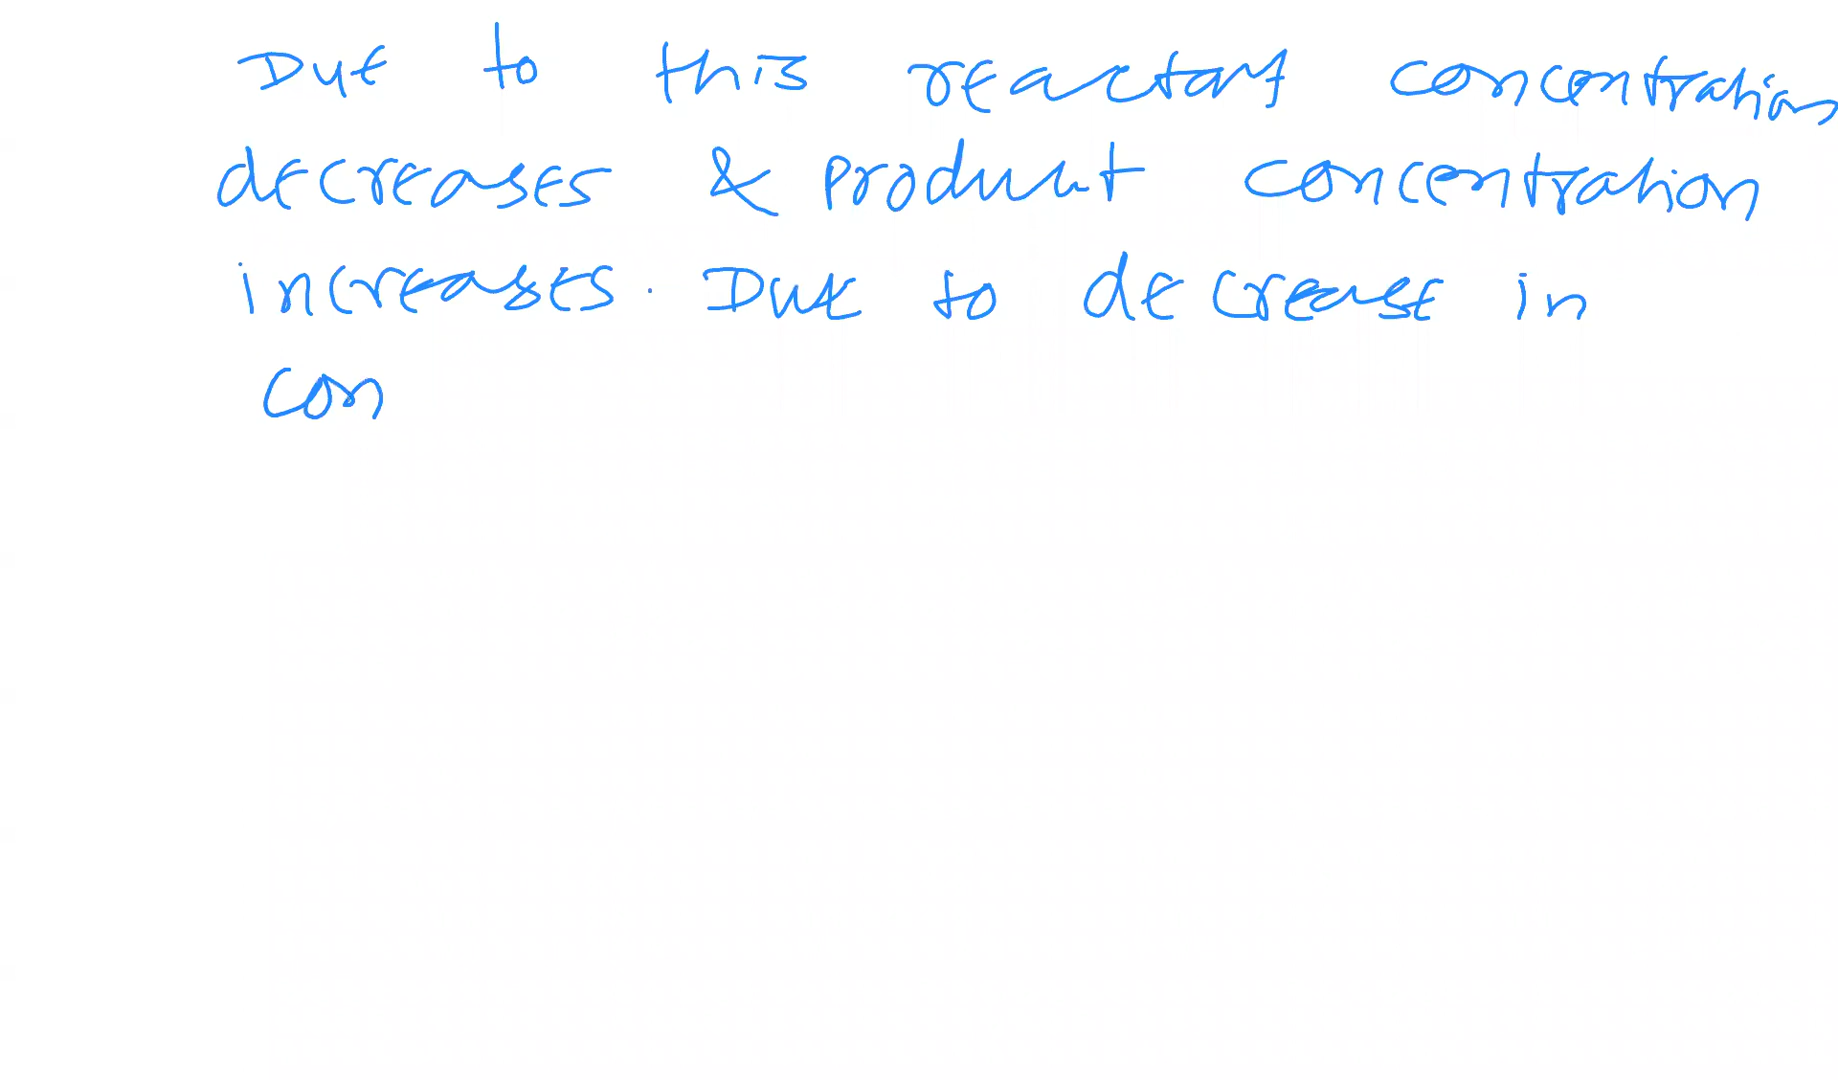 Due to this reactant concentration
decreases & product concentration
increases. Due to decrease in
con